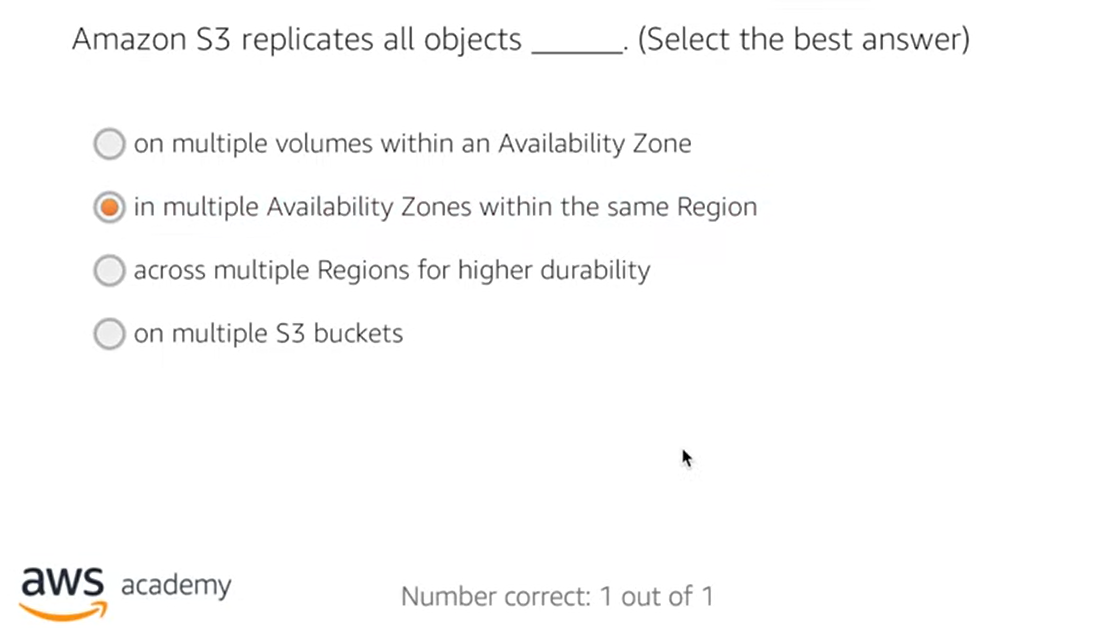 Amazon S3 replicates all objects ______. (Select the best answer)
on multiple volumes within an Availability Zone
in multiple Availability Zones within the same Region
across multiple Regions for higher durability
on multiple S3 buckets
aws academy
Number correct: 1 out of 1